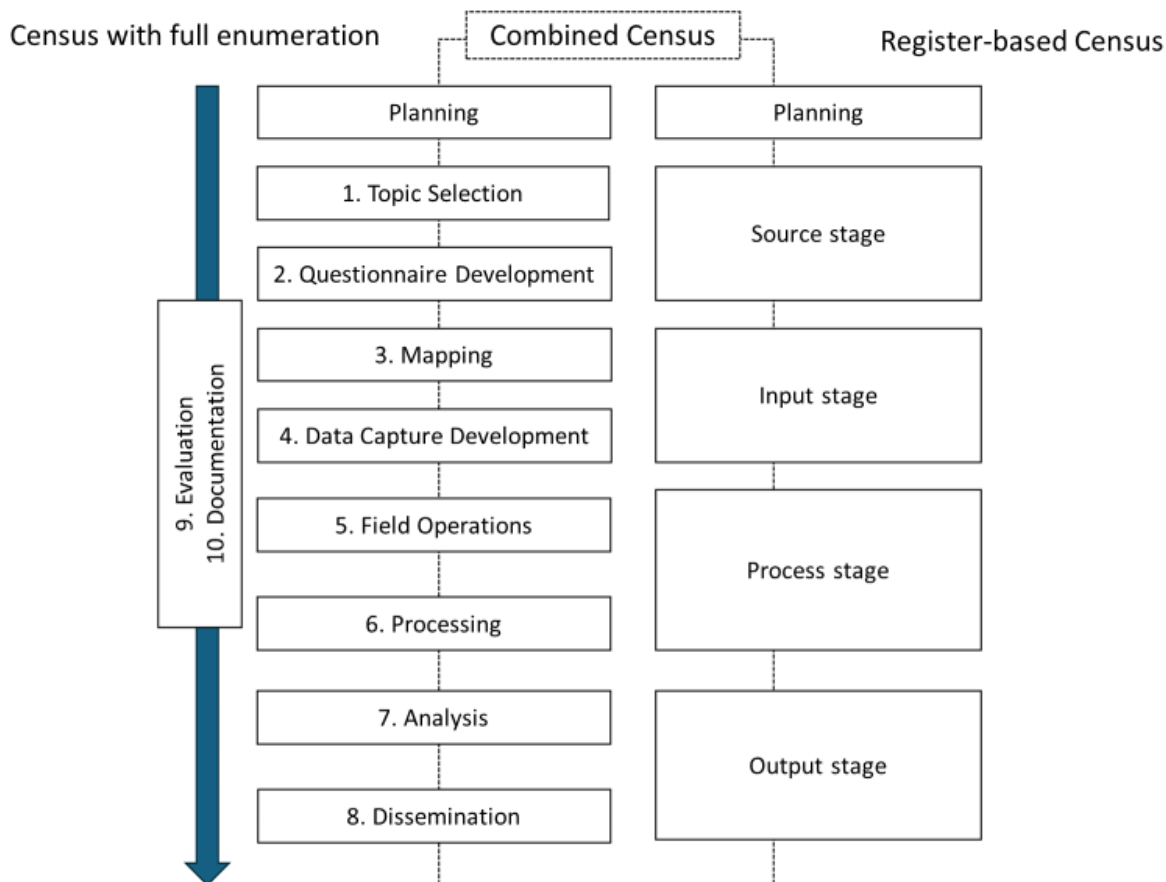 Census with full enumeration
Combined Census
Register-based Census
Planning
1. Topic Selection
2. Questionnaire Development
3. Mapping
4. Data Capture Development
5. Field Operations
6. Processing
7. Analysis
8. Dissemination
9. Evaluation
10. Documentation
Planning
Source stage
Input stage
Process stage
Output stage